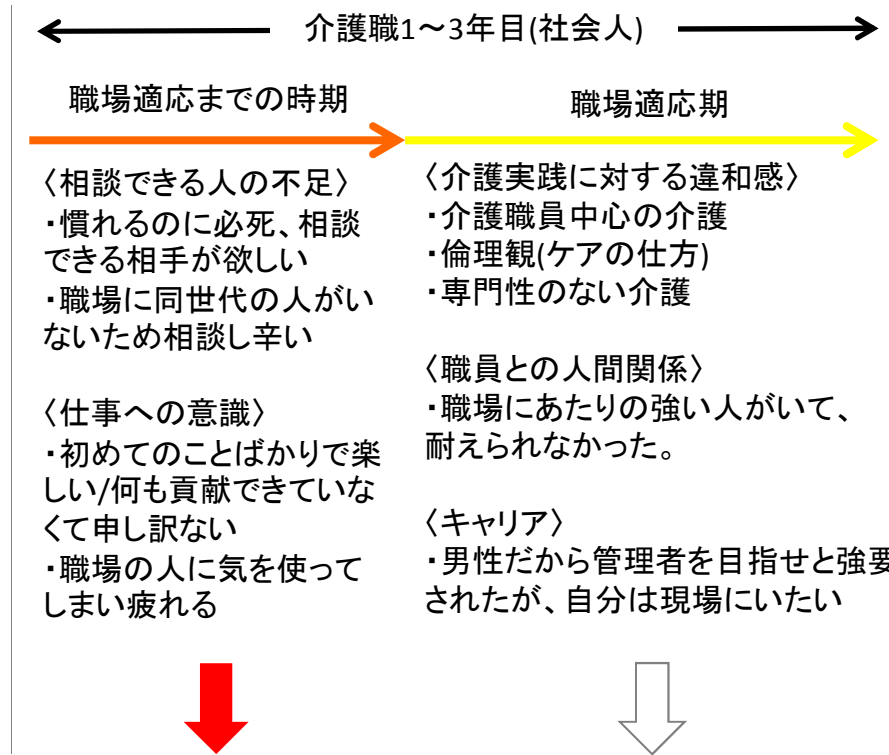 介護職1～3年目(社会人)
職場適応までの時期
〈相談できる人の不足〉
・慣れるのに必死、相談
できる相手が欲しい
・職場に同世代の人がい
ないため相談し辛い
〈仕事への意識〉
・初めてのことばかりで楽
しい/何も貢献できていな
くて申し訳ない
・職場の人に気を使って
しまい疲れる
職場適応期
〈介護実践に対する違和感〉
・介護職員中心の介護
・倫理観(ケアの仕方)
・専門性のない介護
〈職員との人間関係〉
・職場にあたりの強い人がいて、
耐えられなかった。
〈キャリア〉
・男性だから管理者を目指せと強要
されたが、自分は現場にいたい